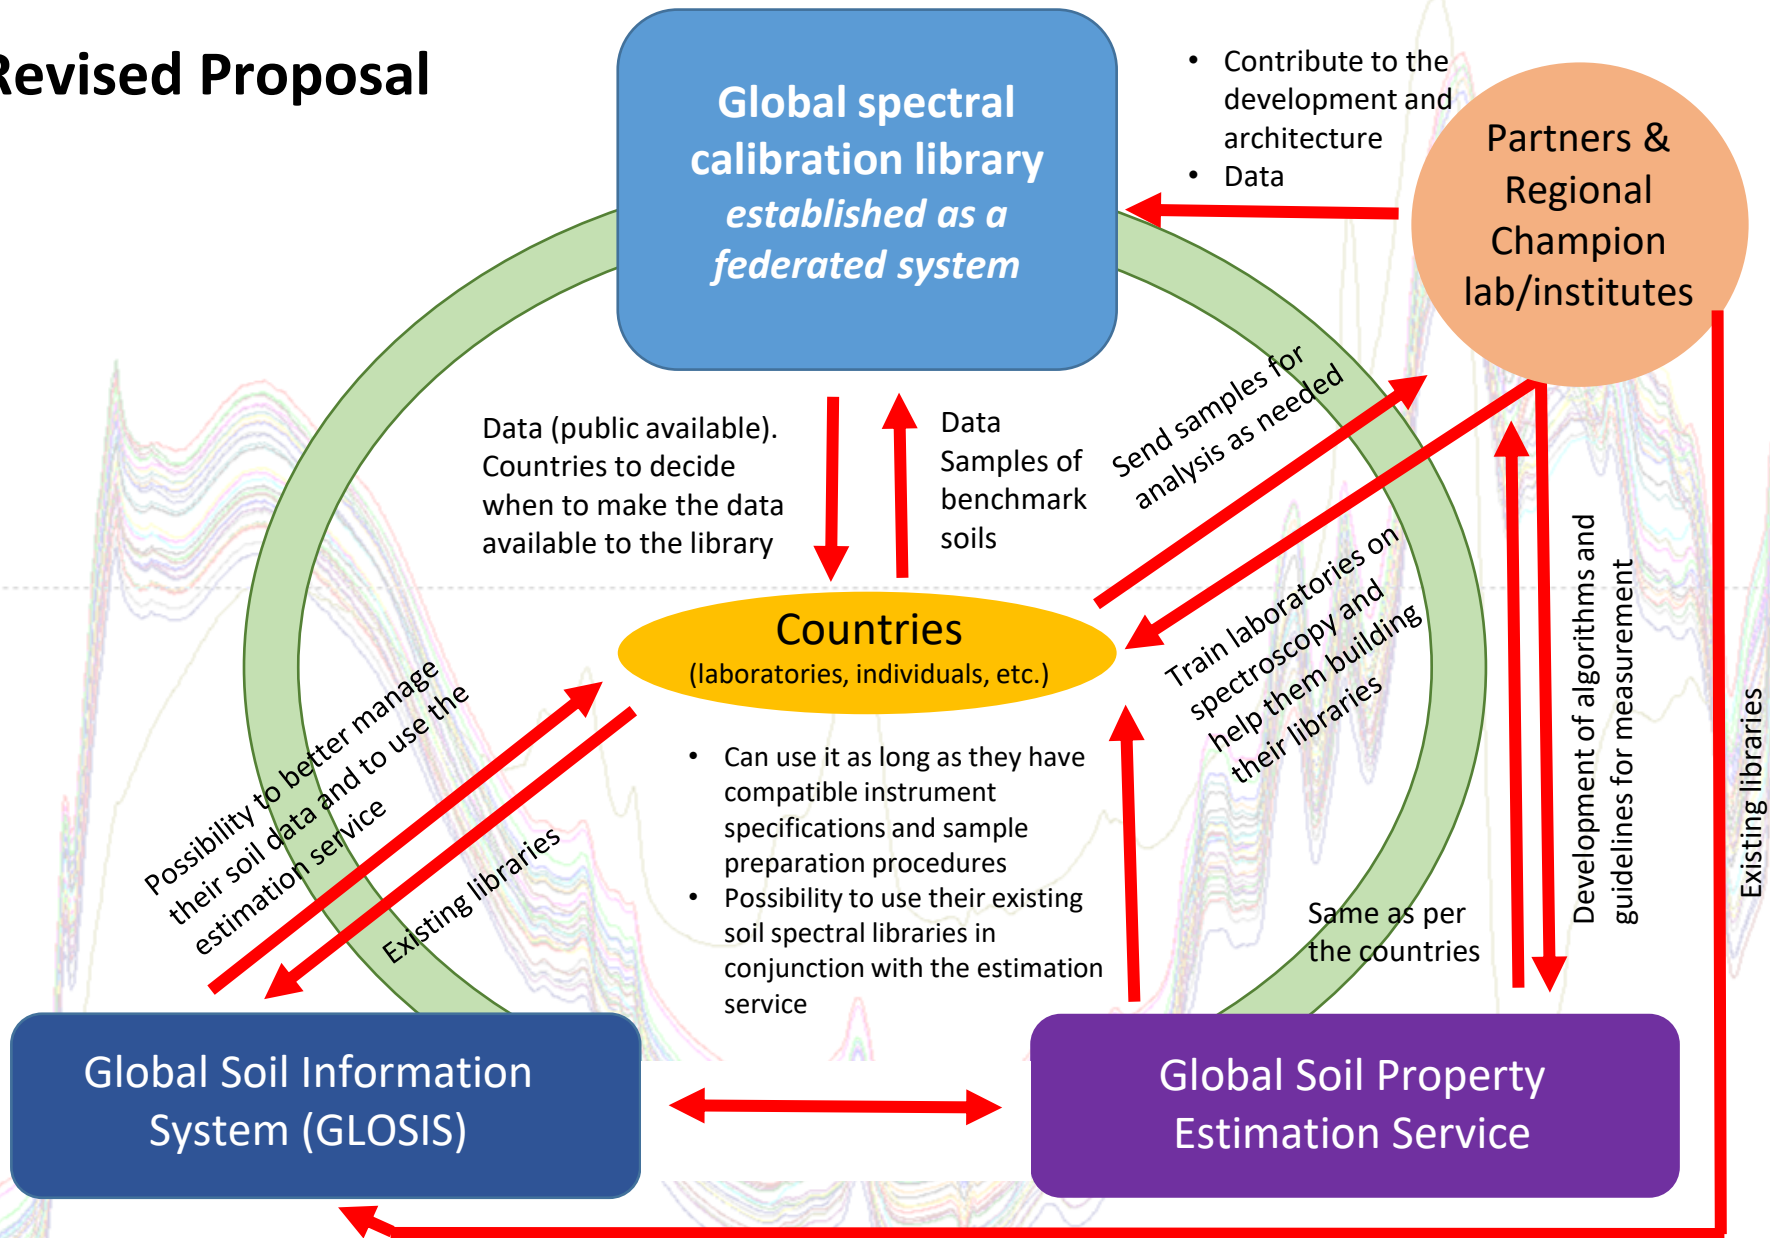 Revised Proposal
Global spectral
calibration library
established as a
federated system
• Contribute to the
development and
architecture
• Data
Partners &
Regional
Champion
lab/institutes
Data (public available).
Countries to decide
when to make the data
available to the library
Data
Samples of
benchmark
soils
Send samples for
analysis as needed
Train laboratories on
spectroscopy and
help them building
their libraries
Countries
(laboratories, individuals, etc.)
Possibility to better manage
their soil data and to use the
estimation service
Existing libraries
• Can use it as long as they have
compatible instrument
specifications and sample
preparation procedures
• Possibility to use their existing
soil spectral libraries in
conjunction with the estimation
service
Same as per
the countries
Development of algorithms and
guidelines for measurement
Existing libraries
Global Soil Information
System (GLOSIS)
Global Soil Property
Estimation Service